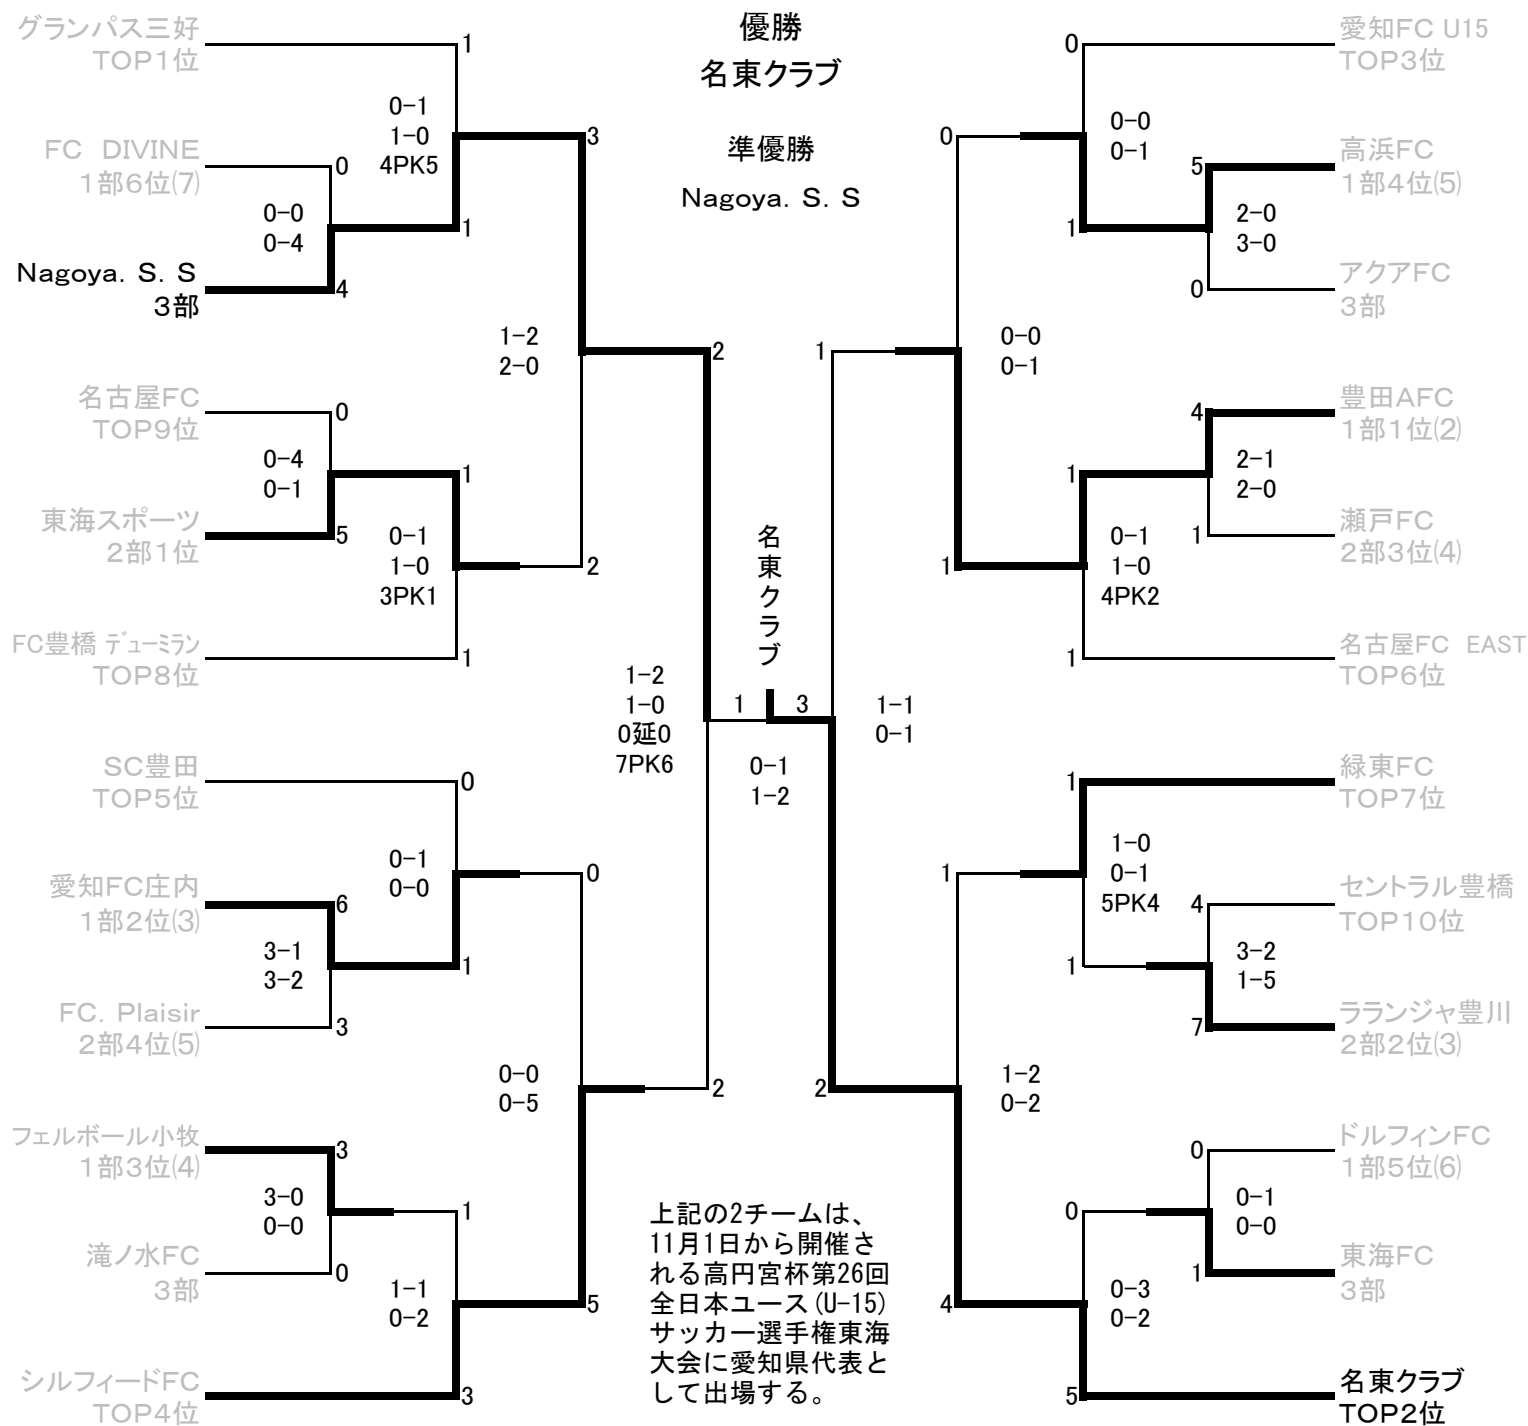 優勝
名東クラブ
準優勝
Nagoya. S. S
グランパス三好
TOP1位
1
0-1
1-0
4PK5
3
FC DIVINE
1部6位(7)
0
0-0
0-4
1
Nagoya. S. S
3部
4
1-2
2-0
2
名古屋FC
TOP9位
0
0-4
0-1
1
東海スポーツ
2部1位
5
0-1
1-0
3PK1
2
FC豊橋 デューミラン
TOP8位
1
1-2
1-0
0延0
7PK6
SC豊田
TOP5位
0
0-1
0-0
0
愛知FC庄内
1部2位(3)
6
3-1
3-2
1
FC. Plaisir
2部4位(5)
3
0-0
0-5
2
フェルボール小牧
1部3位(4)
3
3-0
0-0
1
滝ノ水FC
3部
0
1-1
0-2
5
シルフィードFC
TOP4位
3
名東クラブ
1
3
0-1
1-2
愛知FC U15
TOP3位
0
0-0
0-1
0
高浜FC
1部4位(5)
5
2-0
3-0
1
アクアFC
3部
0
0-0
0-1
1
豊田AFC
1部1位(2)
4
2-1
2-0
1
瀬戸FC
2部3位(4)
1
0-1
1-0
4PK2
1
名古屋FC EAST
TOP6位
1
1-1
0-1
緑東FC
TOP7位
1
1-0
0-1
5PK4
1
セントラル豊橋
TOP10位
4
3-2
1-5
1
ラランジャ豊川
2部2位(3)
7
1-2
0-2
2
ドルフィンFC
1部5位(6)
0
0-1
0-0
0
東海FC
3部
1
0-3
0-2
4
名東クラブ
TOP2位
5
上記の2チームは、
11月1日から開催さ
れる高円宮杯第26回
全日本ユース(U-15)
サッカー選手権東海
大会に愛知県代表と
して出場する。